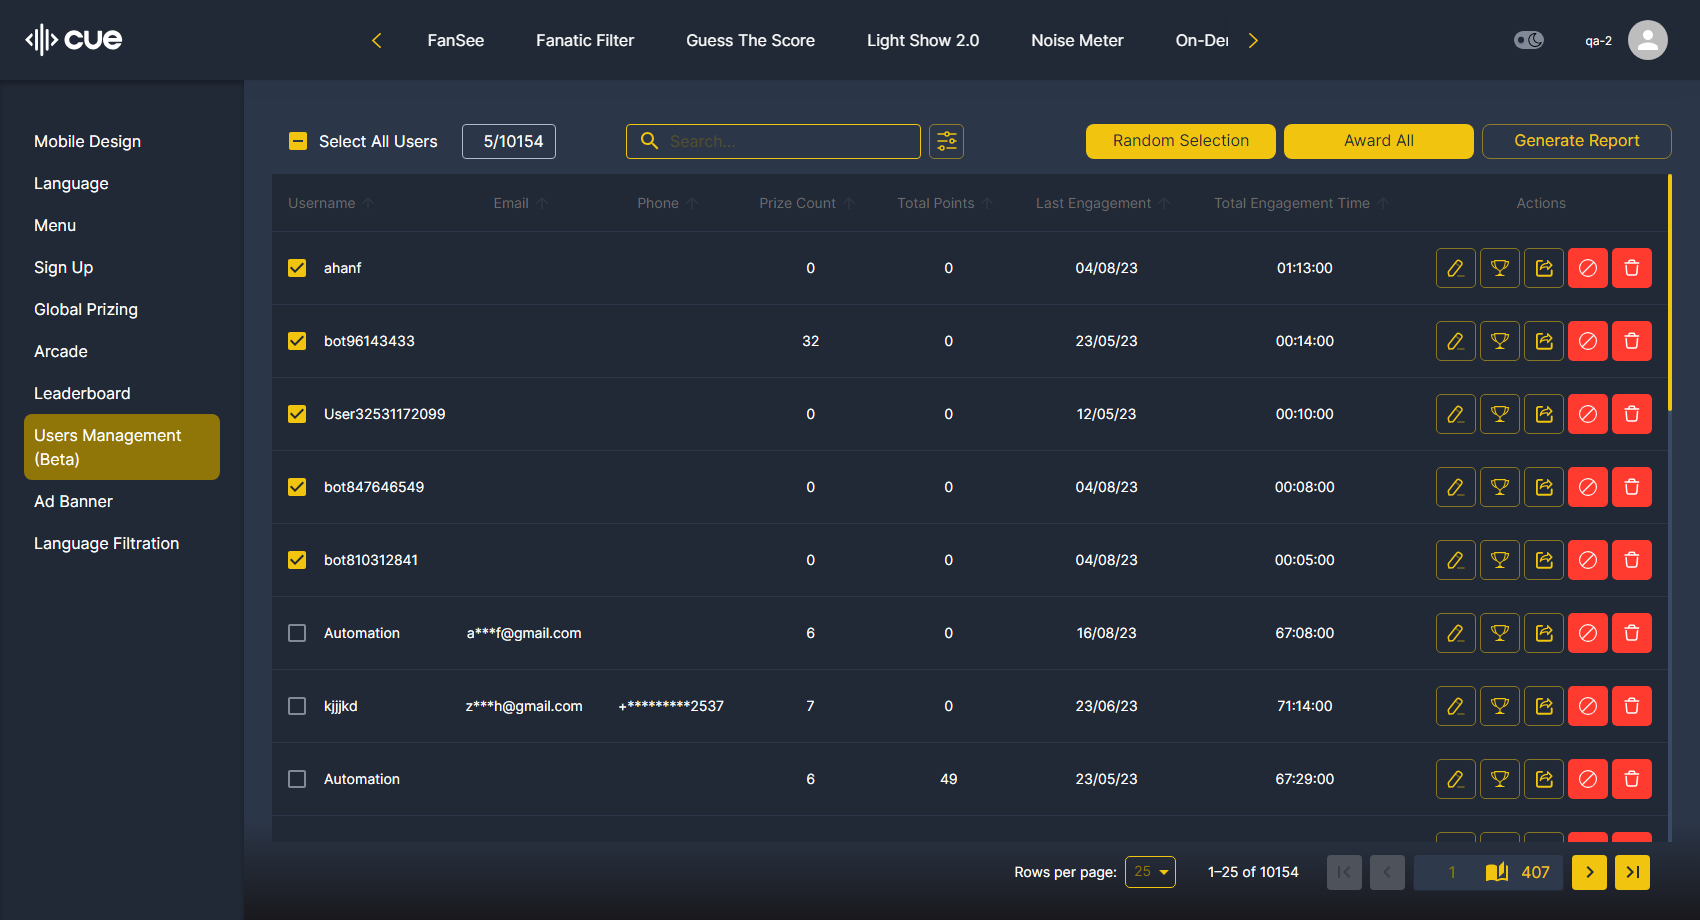 cue
FanSee Fanatic Filter Guess The Score Light Show 2.0 Noise Meter On-Der
qa-2
Mobile Design
Language
Menu
Sign Up
Global Prizing
Arcade
Leaderboard
Users Management
(Beta)
Ad Banner
Language Filtration
Select All Users 5/10154 Search... Random Selection Award All Generate Report
Username Email Phone Prize Count Total Points Last Engagement Total Engagement Time Actions
ahanf 0 0 04/08/23 01:13:00
bot96143433 32 0 23/05/23 00:14:00
User32531172099 0 0 12/05/23 00:10:00
bot847646549 0 0 04/08/23 00:08:00
bot810312841 0 0 04/08/23 00:05:00
Automation a***f@gmail.com 6 0 16/08/23 67:08:00
kjjjkd z***h@gmail.com +*********2537 7 0 23/06/23 71:14:00
Automation 6 49 23/05/23 67:29:00
Rows per page: 25 1–25 of 10154 1 407